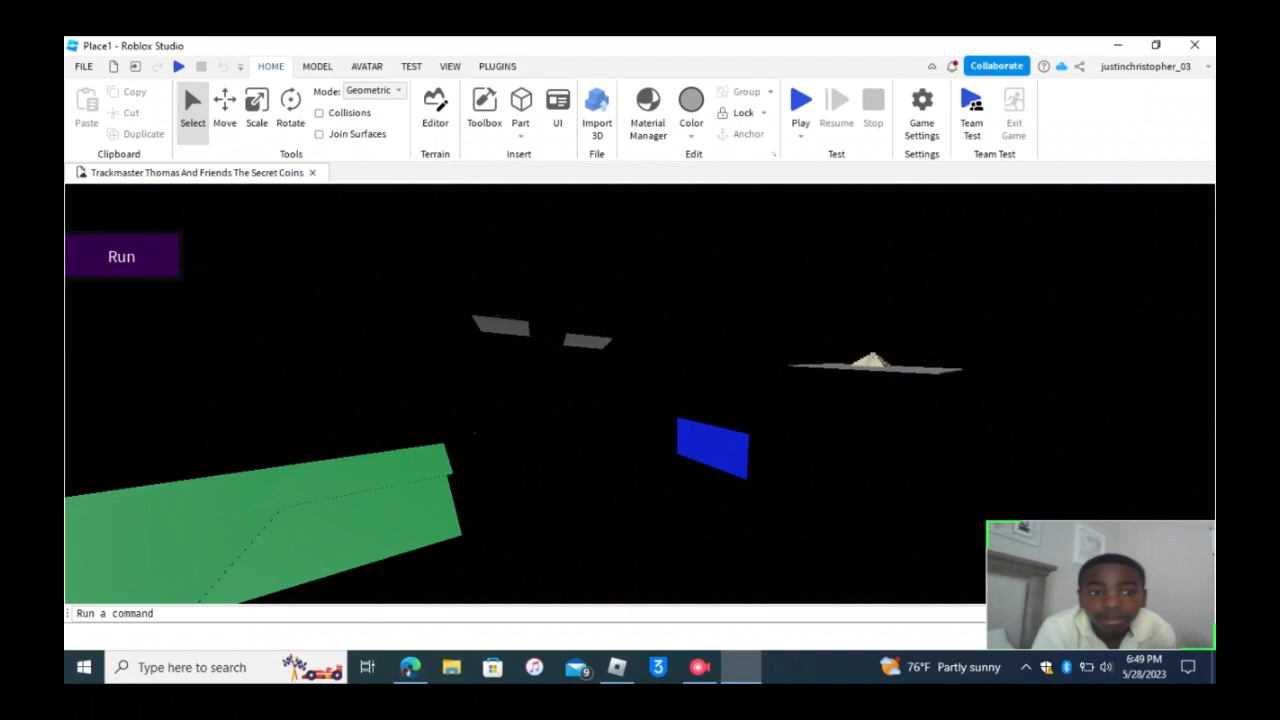 Place1 - Roblox Studio
FILE HOME MODEL AVATAR TEST VIEW PLUGINS Collaborate justinchristopher_03
Copy Mode: Geometric Group
Cut Collisions Lock
Paste Duplicate Select Move Scale Rotate Join Surfaces Editor Toolbox Part UI Import 3D Material Manager Color Anchor Play Resume Stop Game Settings Team Test Exit Game
Clipboard Tools Terrain Insert File Edit Test Settings Team Test
Trackmaster Thomas And Friends The Secret Coins
Run
Run a command
Type here to search 9 3 76°F Partly sunny 6:49 PM
5/28/2023